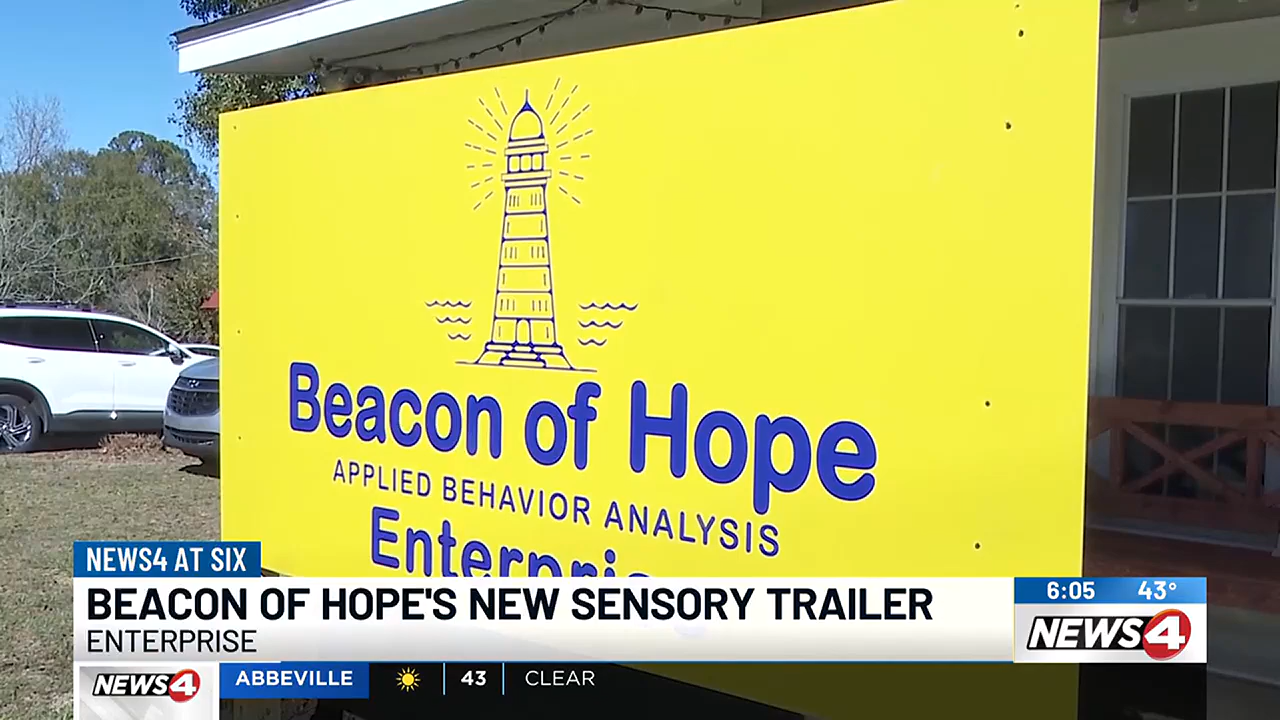 Beacon of Hope
APPLIED BEHAVIOR ANALYSIS
NEWS4 AT SIX
BEACON OF HOPE'S NEW SENSORY TRAILER
ENTERPRISE
6:05 43°
NEWS4
NEWS4 ABBEVILLE 43 CLEAR